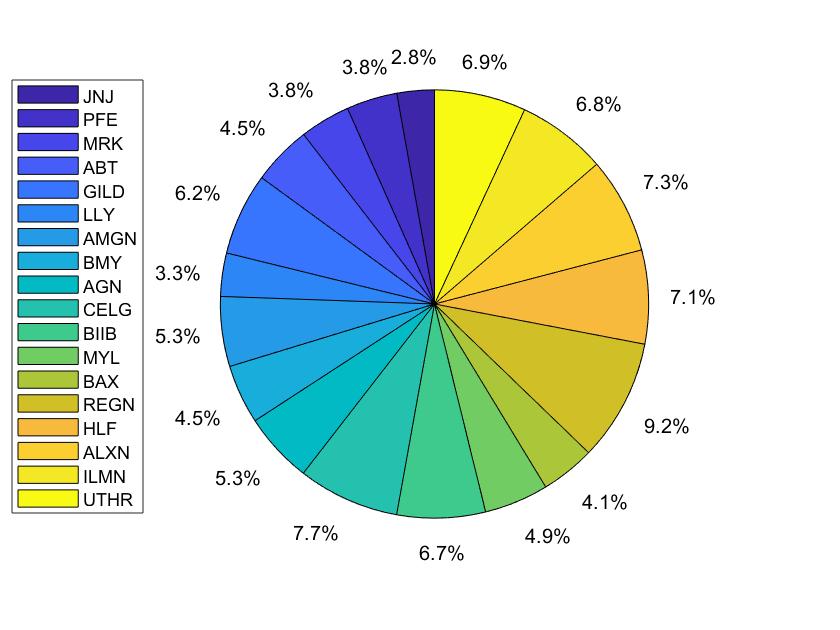 JNJ
PFE
MRK
ABT
GILD
LLY
AMGN
BMY
AGN
CELG
BIIB
MYL
BAX
REGN
HLF
ALXN
ILMN
UTHR
2.8%
3.8%
3.8%
4.5%
6.2%
3.3%
5.3%
4.5%
5.3%
7.7%
6.7%
4.9%
4.1%
9.2%
7.1%
7.3%
6.8%
6.9%